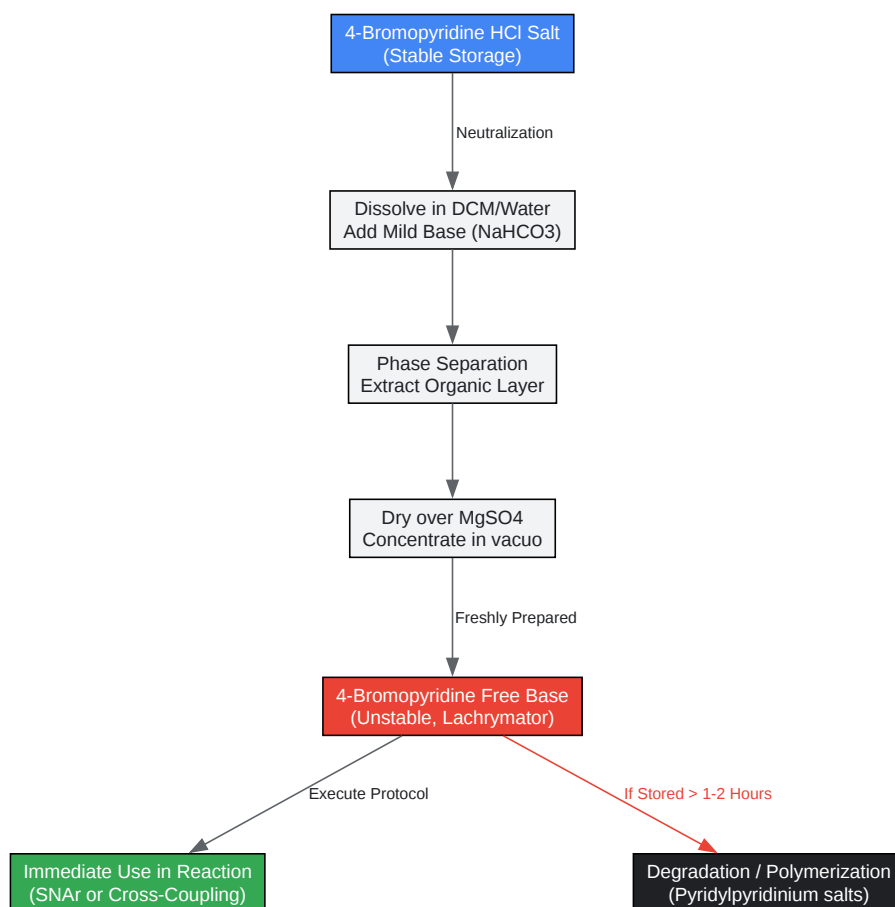 4-Bromopyridine HCl Salt
(Stable Storage)
Neutralization
Dissolve in DCM/Water
Add Mild Base (NaHCO3)
Phase Separation
Extract Organic Layer
Dry over MgSO4
Concentrate in vacuo
Freshly Prepared
4-Bromopyridine Free Base
(Unstable, Lachrymator)
Execute Protocol
If Stored > 1-2 Hours
Immediate Use in Reaction
(SNAr or Cross-Coupling)
Degradation / Polymerization
(Pyridylpyridinium salts)